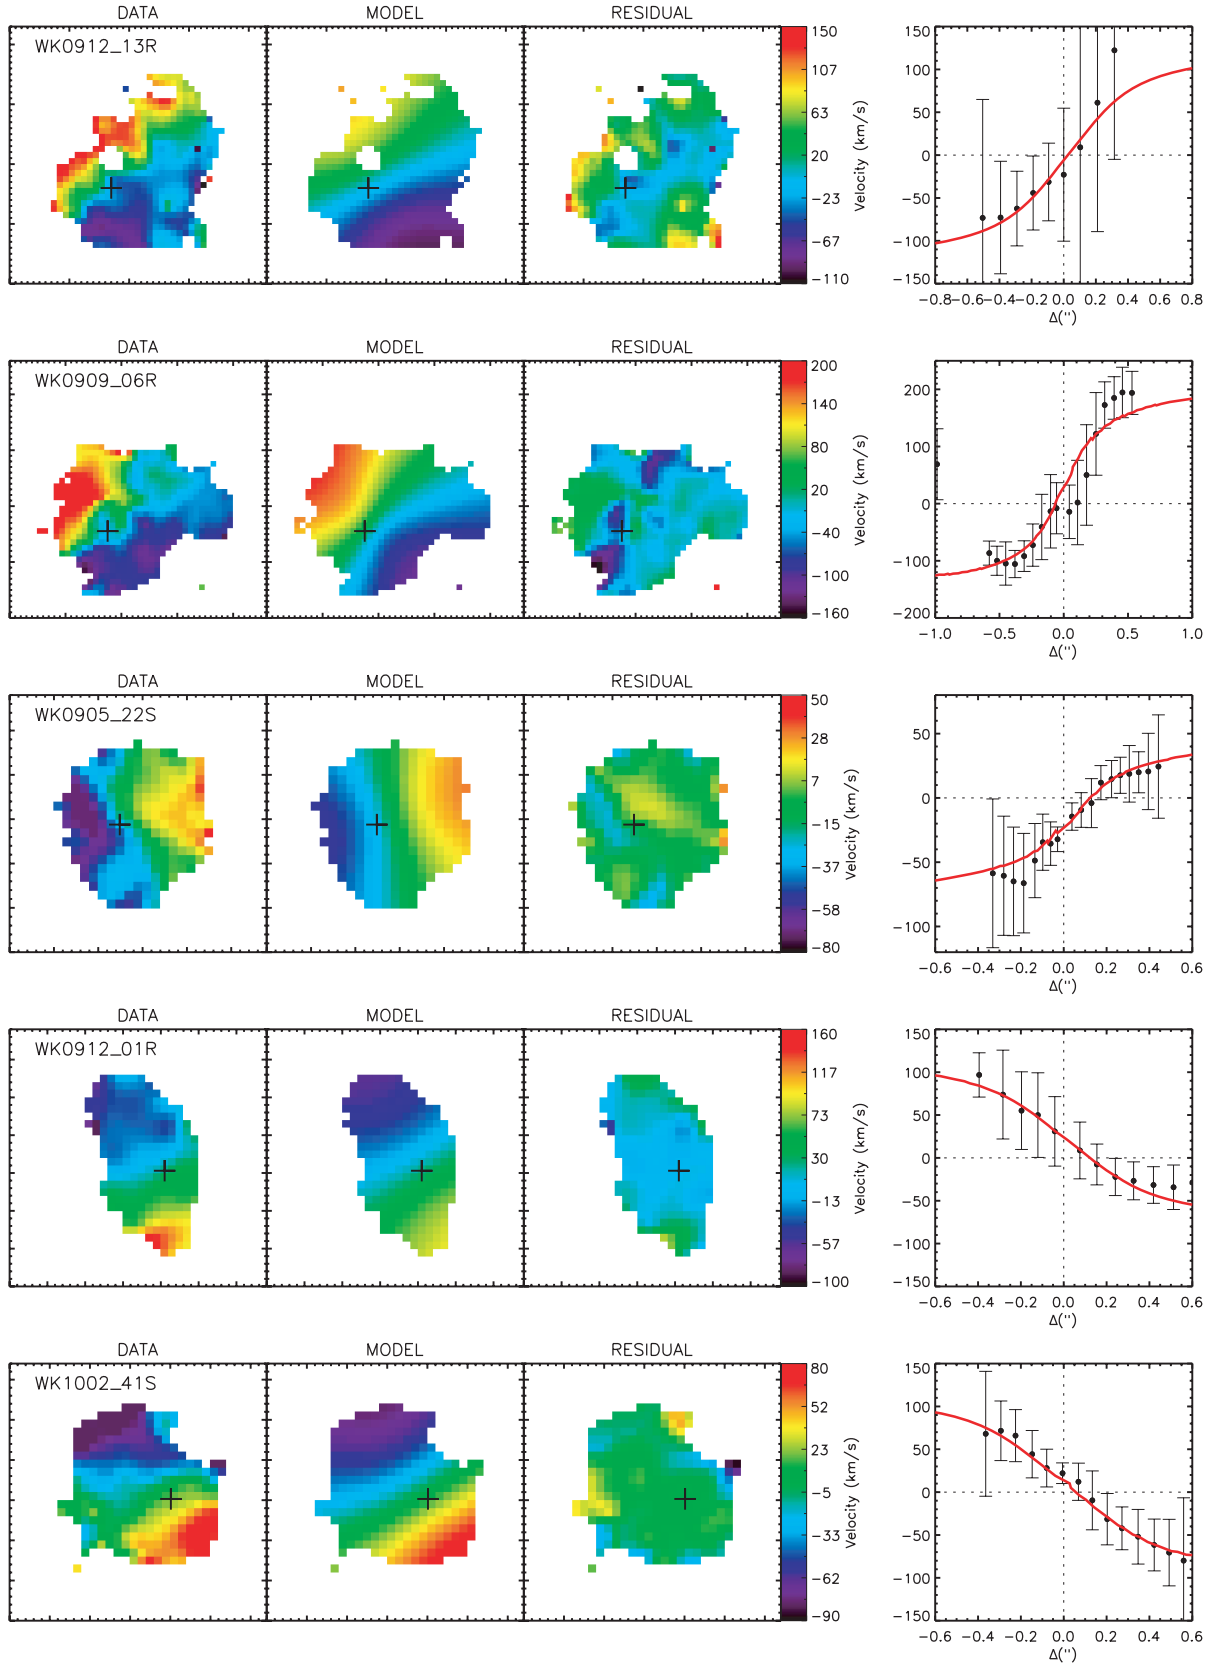 DATA MODEL RESIDUAL
WK0912_13R
150
107
63
20
−23
−67
−110
Velocity (km/s)
150
100
50
0
−50
−100
−150
−0.8−0.6−0.4−0.2 0.0 0.2 0.4 0.6 0.8
Δ('')
DATA MODEL RESIDUAL
WK0909_06R
200
140
80
20
−40
−100
−160
Velocity (km/s)
200
100
0
−100
−200
−1.0 −0.5 0.0 0.5 1.0
Δ('')
DATA MODEL RESIDUAL
WK0905_22S
50
28
7
−15
−37
−58
−80
Velocity (km/s)
50
0
−50
−100
−0.6 −0.4 −0.2 0.0 0.2 0.4 0.6
Δ('')
DATA MODEL RESIDUAL
WK0912_01R
160
117
73
30
−13
−57
−100
Velocity (km/s)
150
100
50
0
−50
−100
−150
−0.6 −0.4 −0.2 0.0 0.2 0.4 0.6
Δ('')
DATA MODEL RESIDUAL
WK1002_41S
80
52
23
−5
−33
−62
−90
Velocity (km/s)
150
100
50
0
−50
−100
−150
−0.6 −0.4 −0.2 0.0 0.2 0.4 0.6
Δ('')